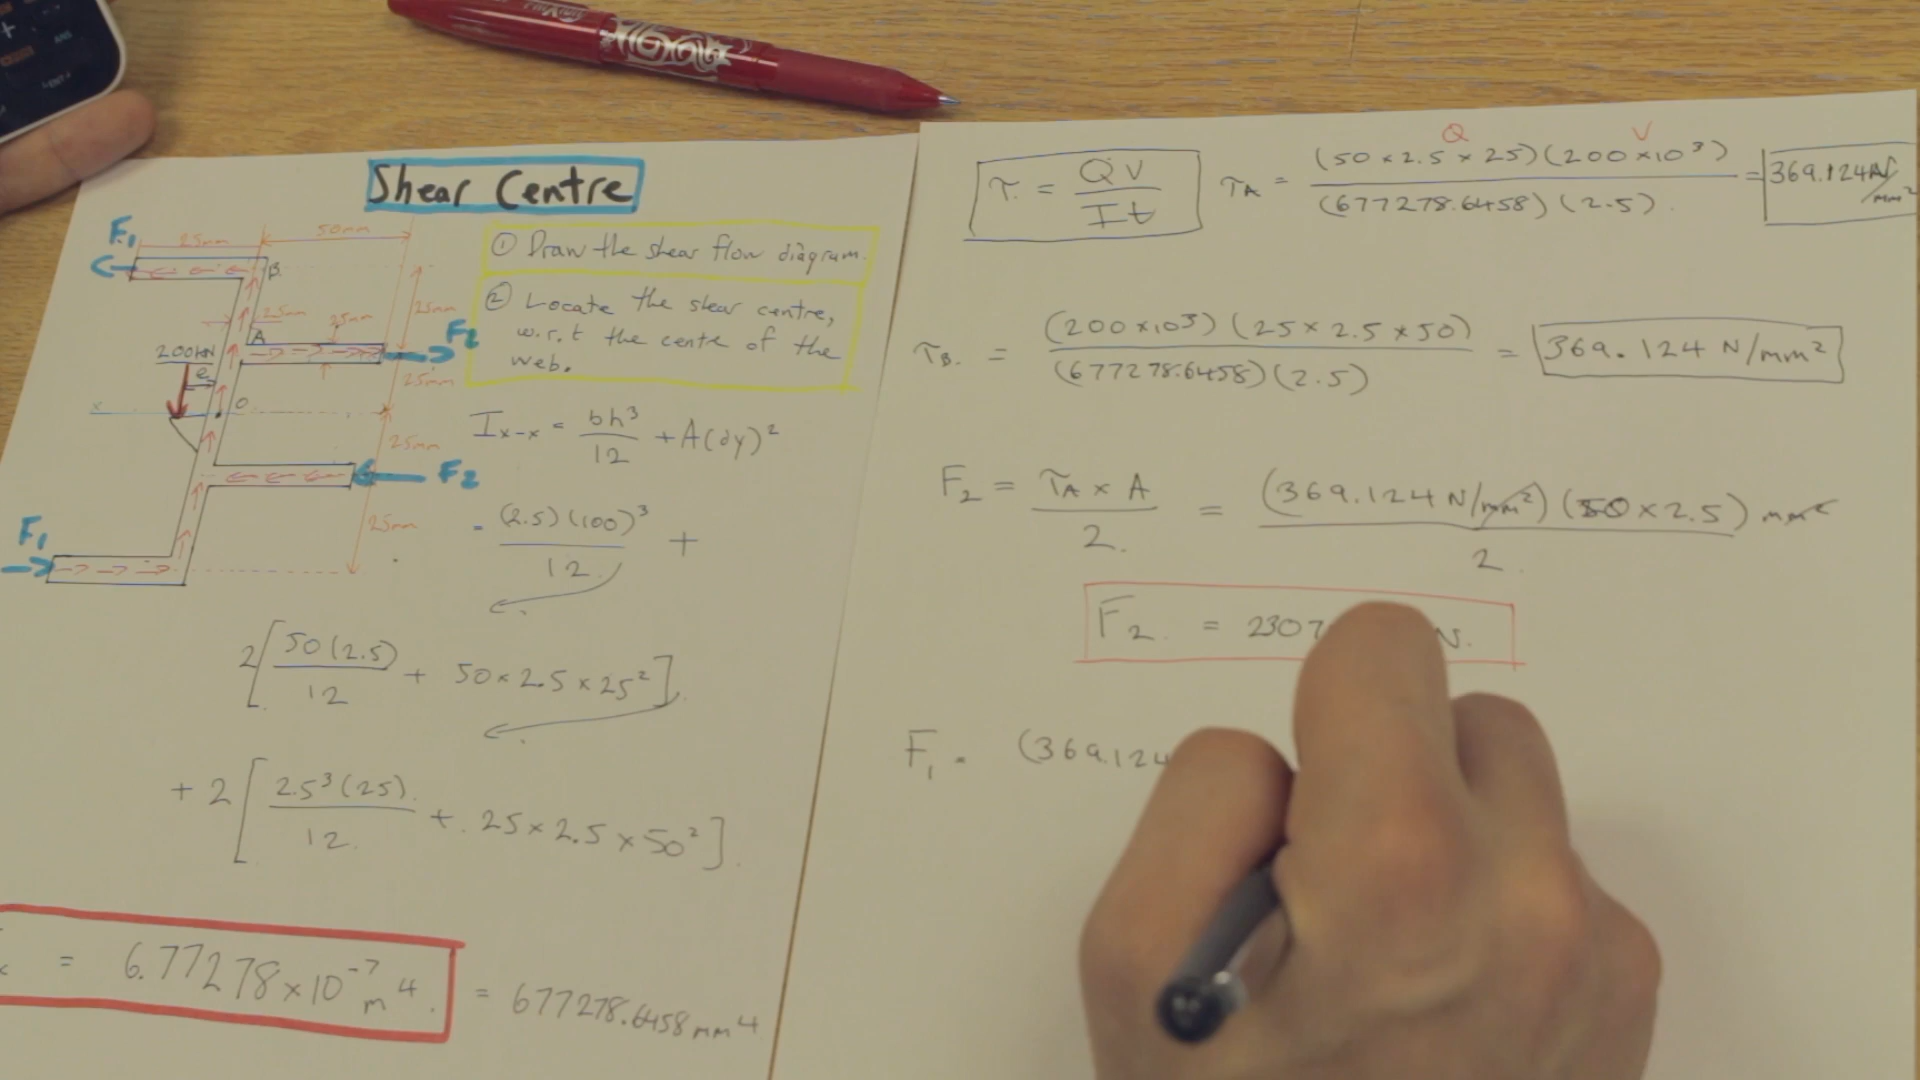 Shear Centre
F1
25mm
50mm
B
25mm
2.5mm
A
F2
200kN
e
25mm
x
O
25mm
F2
25mm
F1
① Draw the shear flow diagram.
② Locate the shear centre,
w.r.t the centre of the
web.
Ix-x = bh³/12 + A(dy)²
= (2.5)(100)³/12 +
2[50(2.5)/12 + 50×2.5×25²]
+ 2[2.5³(25)/12 + 25×2.5×50²]
= 6.77278×10⁻⁷ m⁴ = 677278.6458mm⁴
τ = QV/It
Q V
τA = (50×2.5×25)(200×10³)/(677278.6458)(2.5) = 369.124N/mm²
τB = (200×10³)(25×2.5×50)/(677278.6458)(2.5) = 369.124 N/mm²
F2 = τA×A/2 = (369.124N/mm²)(50×2.5)mm²/2
F2 = 2307 N.
F1 = (369.124